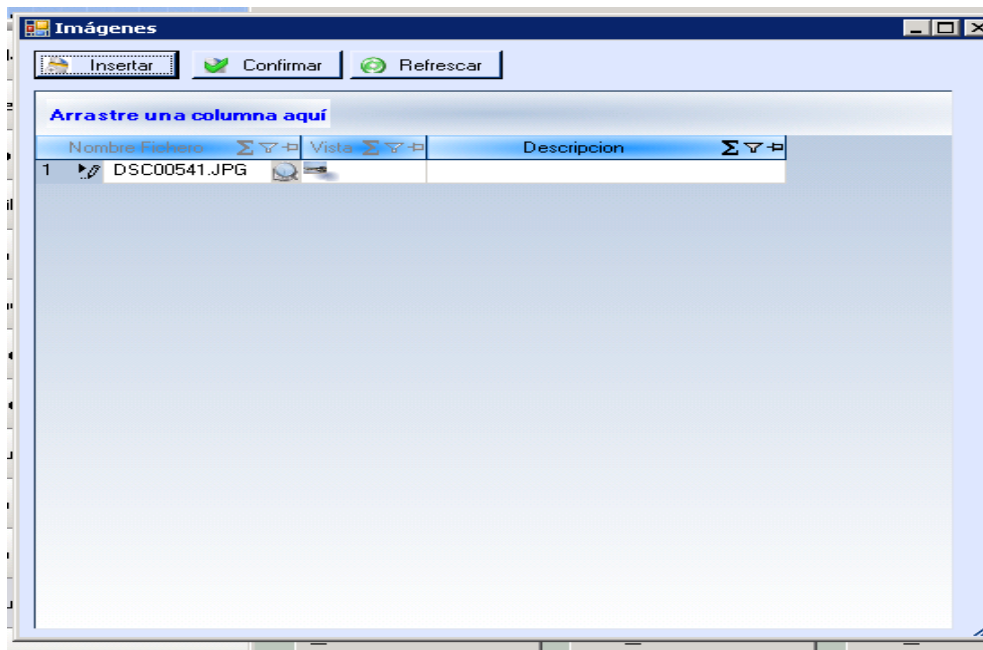 Imágenes
Insertar Confirmar Refrescar
Arrastre una columna aquí
Nombre Fichero Vista Descripcion
1 DSC00541.JPG